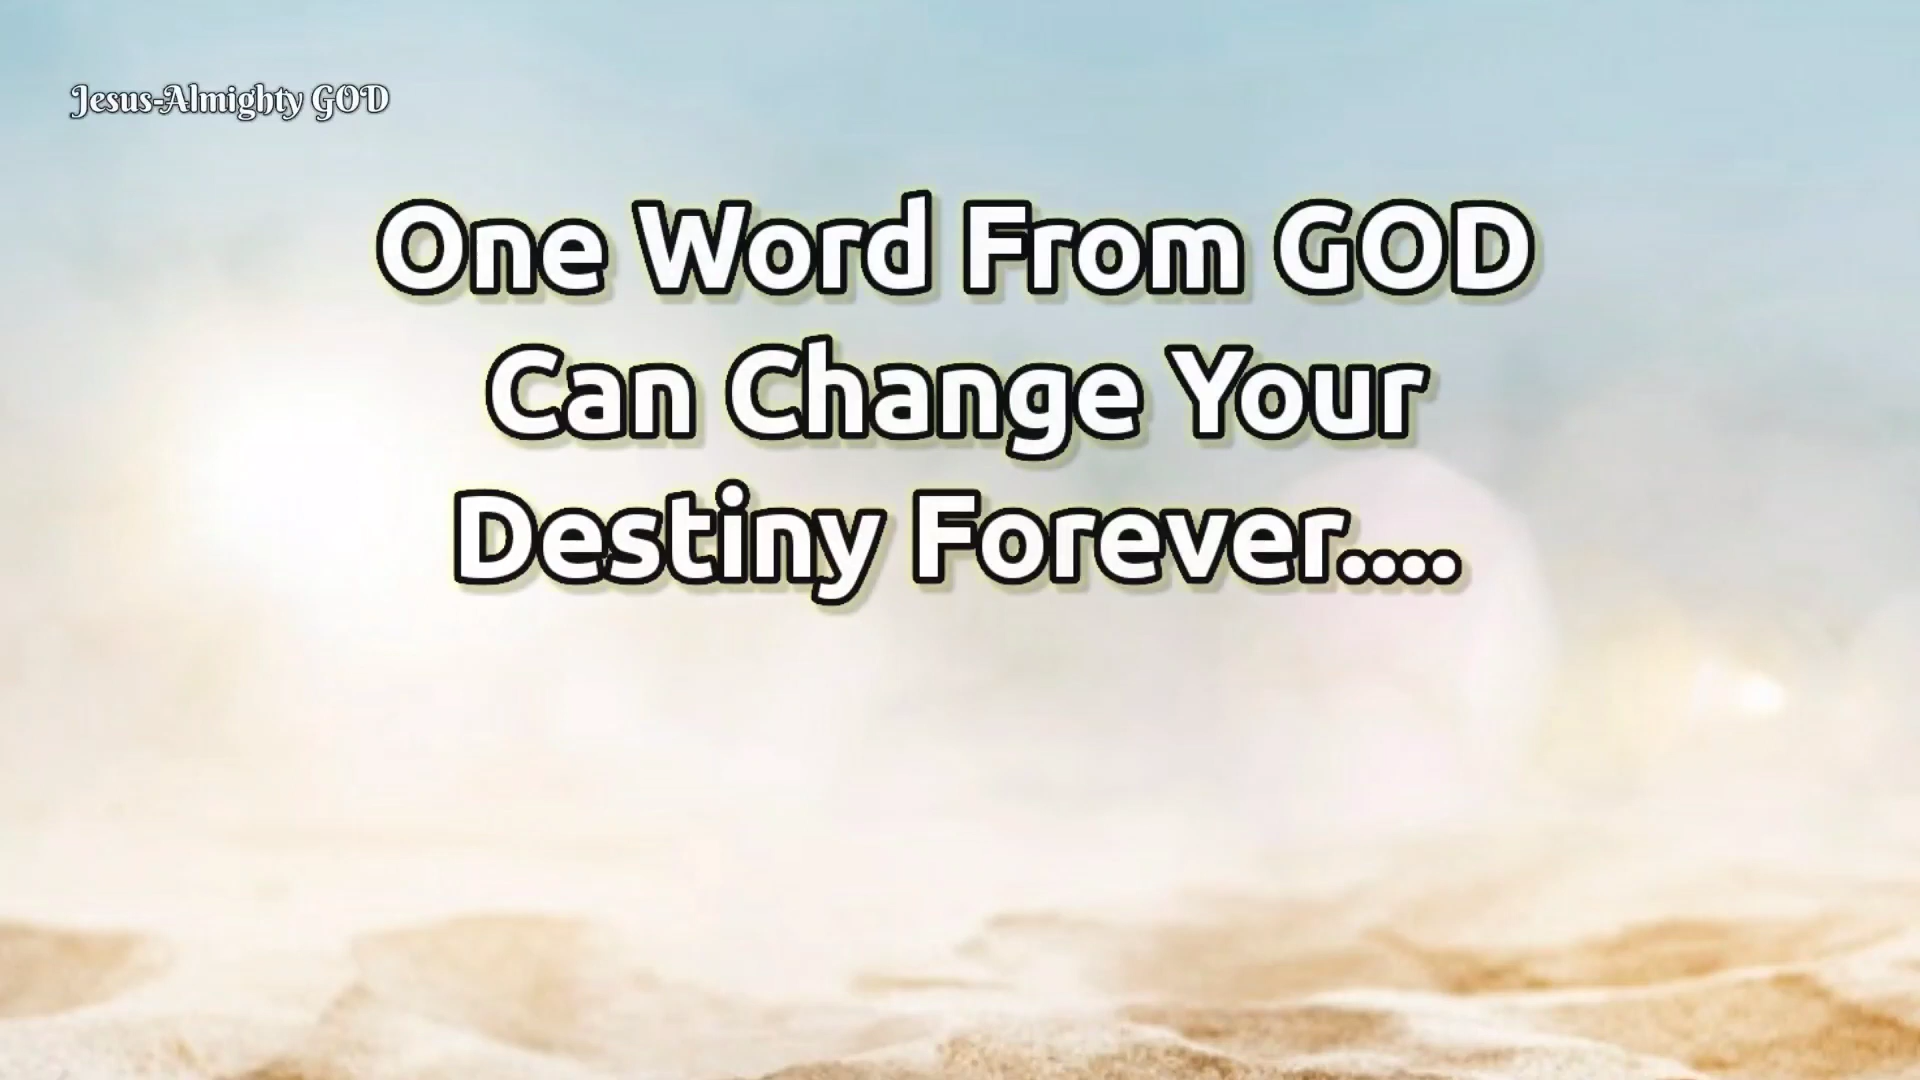 Jesus-Almighty GOD
One Word From GOD
Can Change Your
Destiny Forever....